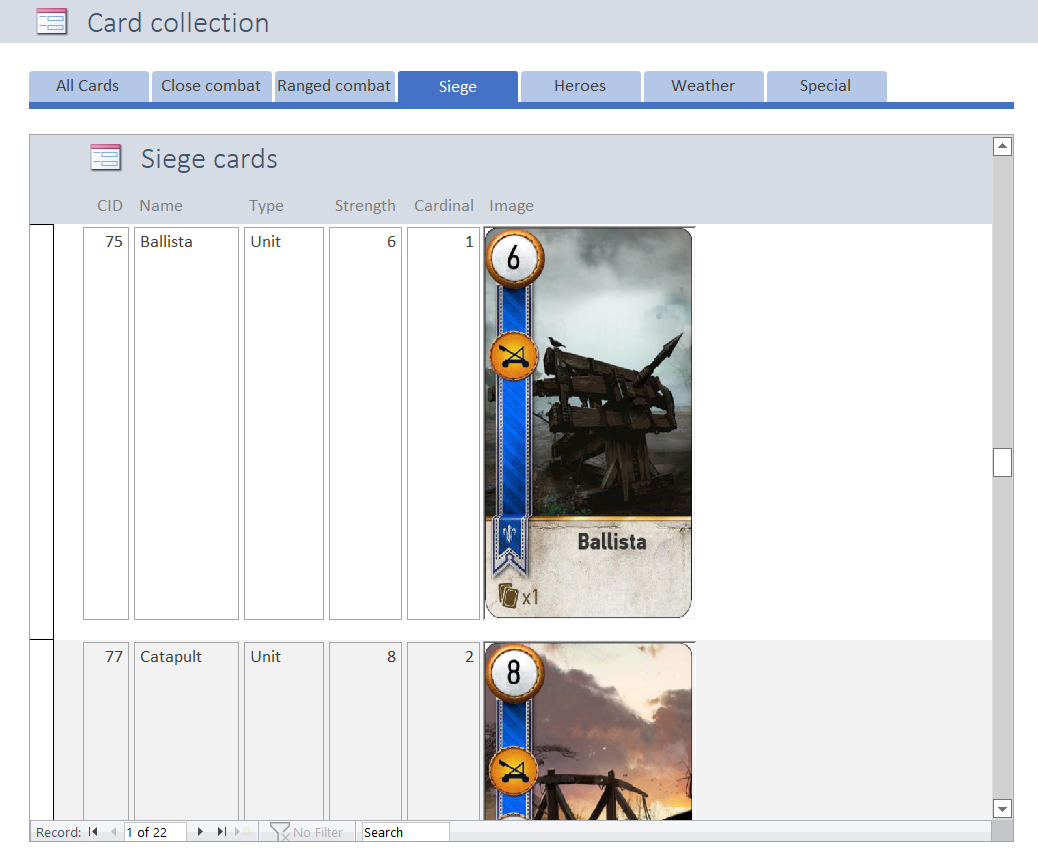 Card collection
All Cards Close combat Ranged combat Siege Heroes Weather Special
Siege cards
CID Name Type Strength Cardinal Image
75 Ballista Unit 6 1
6
Ballista
x1
77 Catapult Unit 8 2
8
Record: 1 of 22 No Filter Search